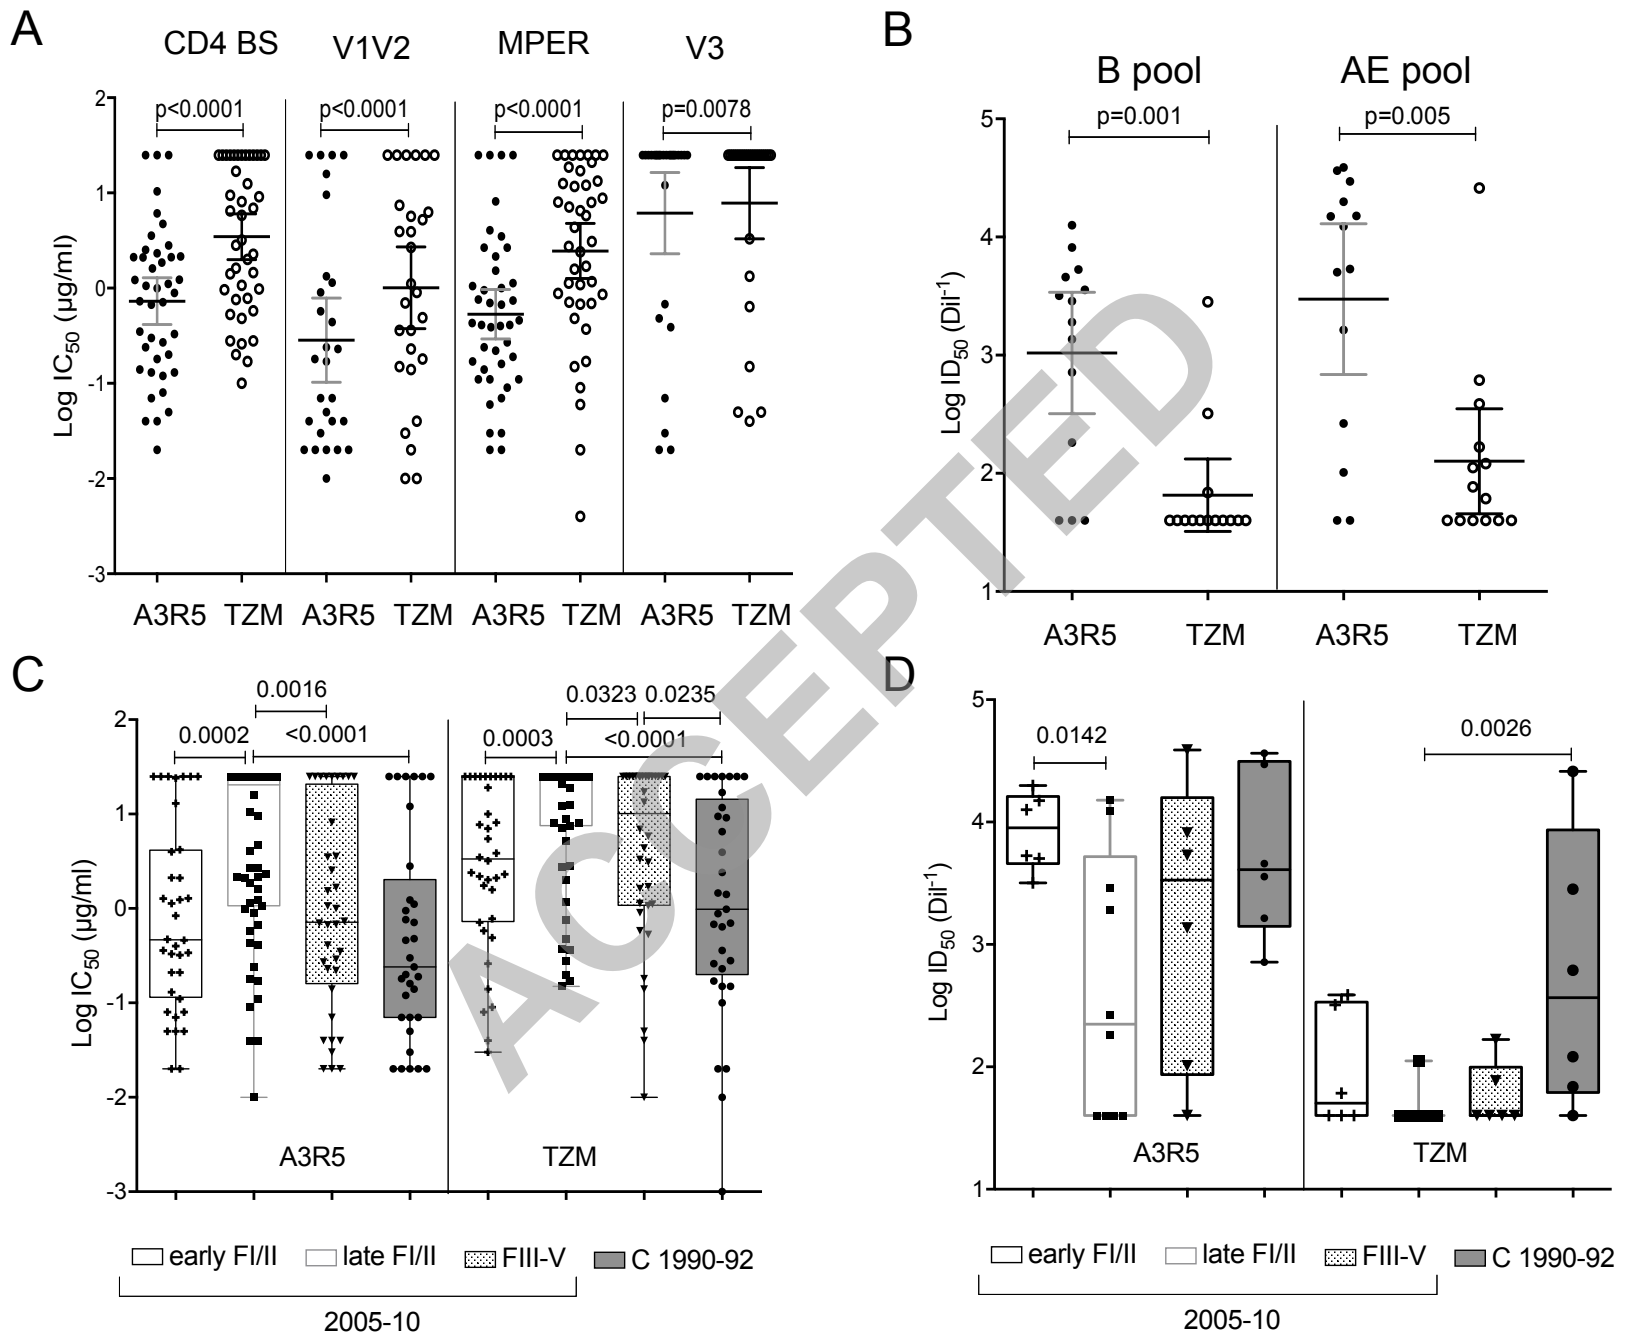 A
CD4 BS V1V2 MPER V3
p<0.0001 p<0.0001 p<0.0001 p=0.0078
Log IC50 (µg/ml)
2
1
0
-1
-2
-3
A3R5 TZM A3R5 TZM A3R5 TZM A3R5 TZM
B
B pool AE pool
p=0.001 p=0.005
Log ID50 (Dil-1)
5
4
3
2
1
A3R5 TZM A3R5 TZM
C
0.0016 0.0323 0.0235
0.0002 <0.0001 0.0003 <0.0001
Log IC50 (µg/ml)
2
1
0
-1
-2
-3
A3R5 TZM
early FI/II late FI/II FIII-V C 1990-92
2005-10
D
0.0142 0.0026
Log ID50 (Dil-1)
5
4
3
2
1
A3R5 TZM
early FI/II late FI/II FIII-V C 1990-92
2005-10
ACCEPTED